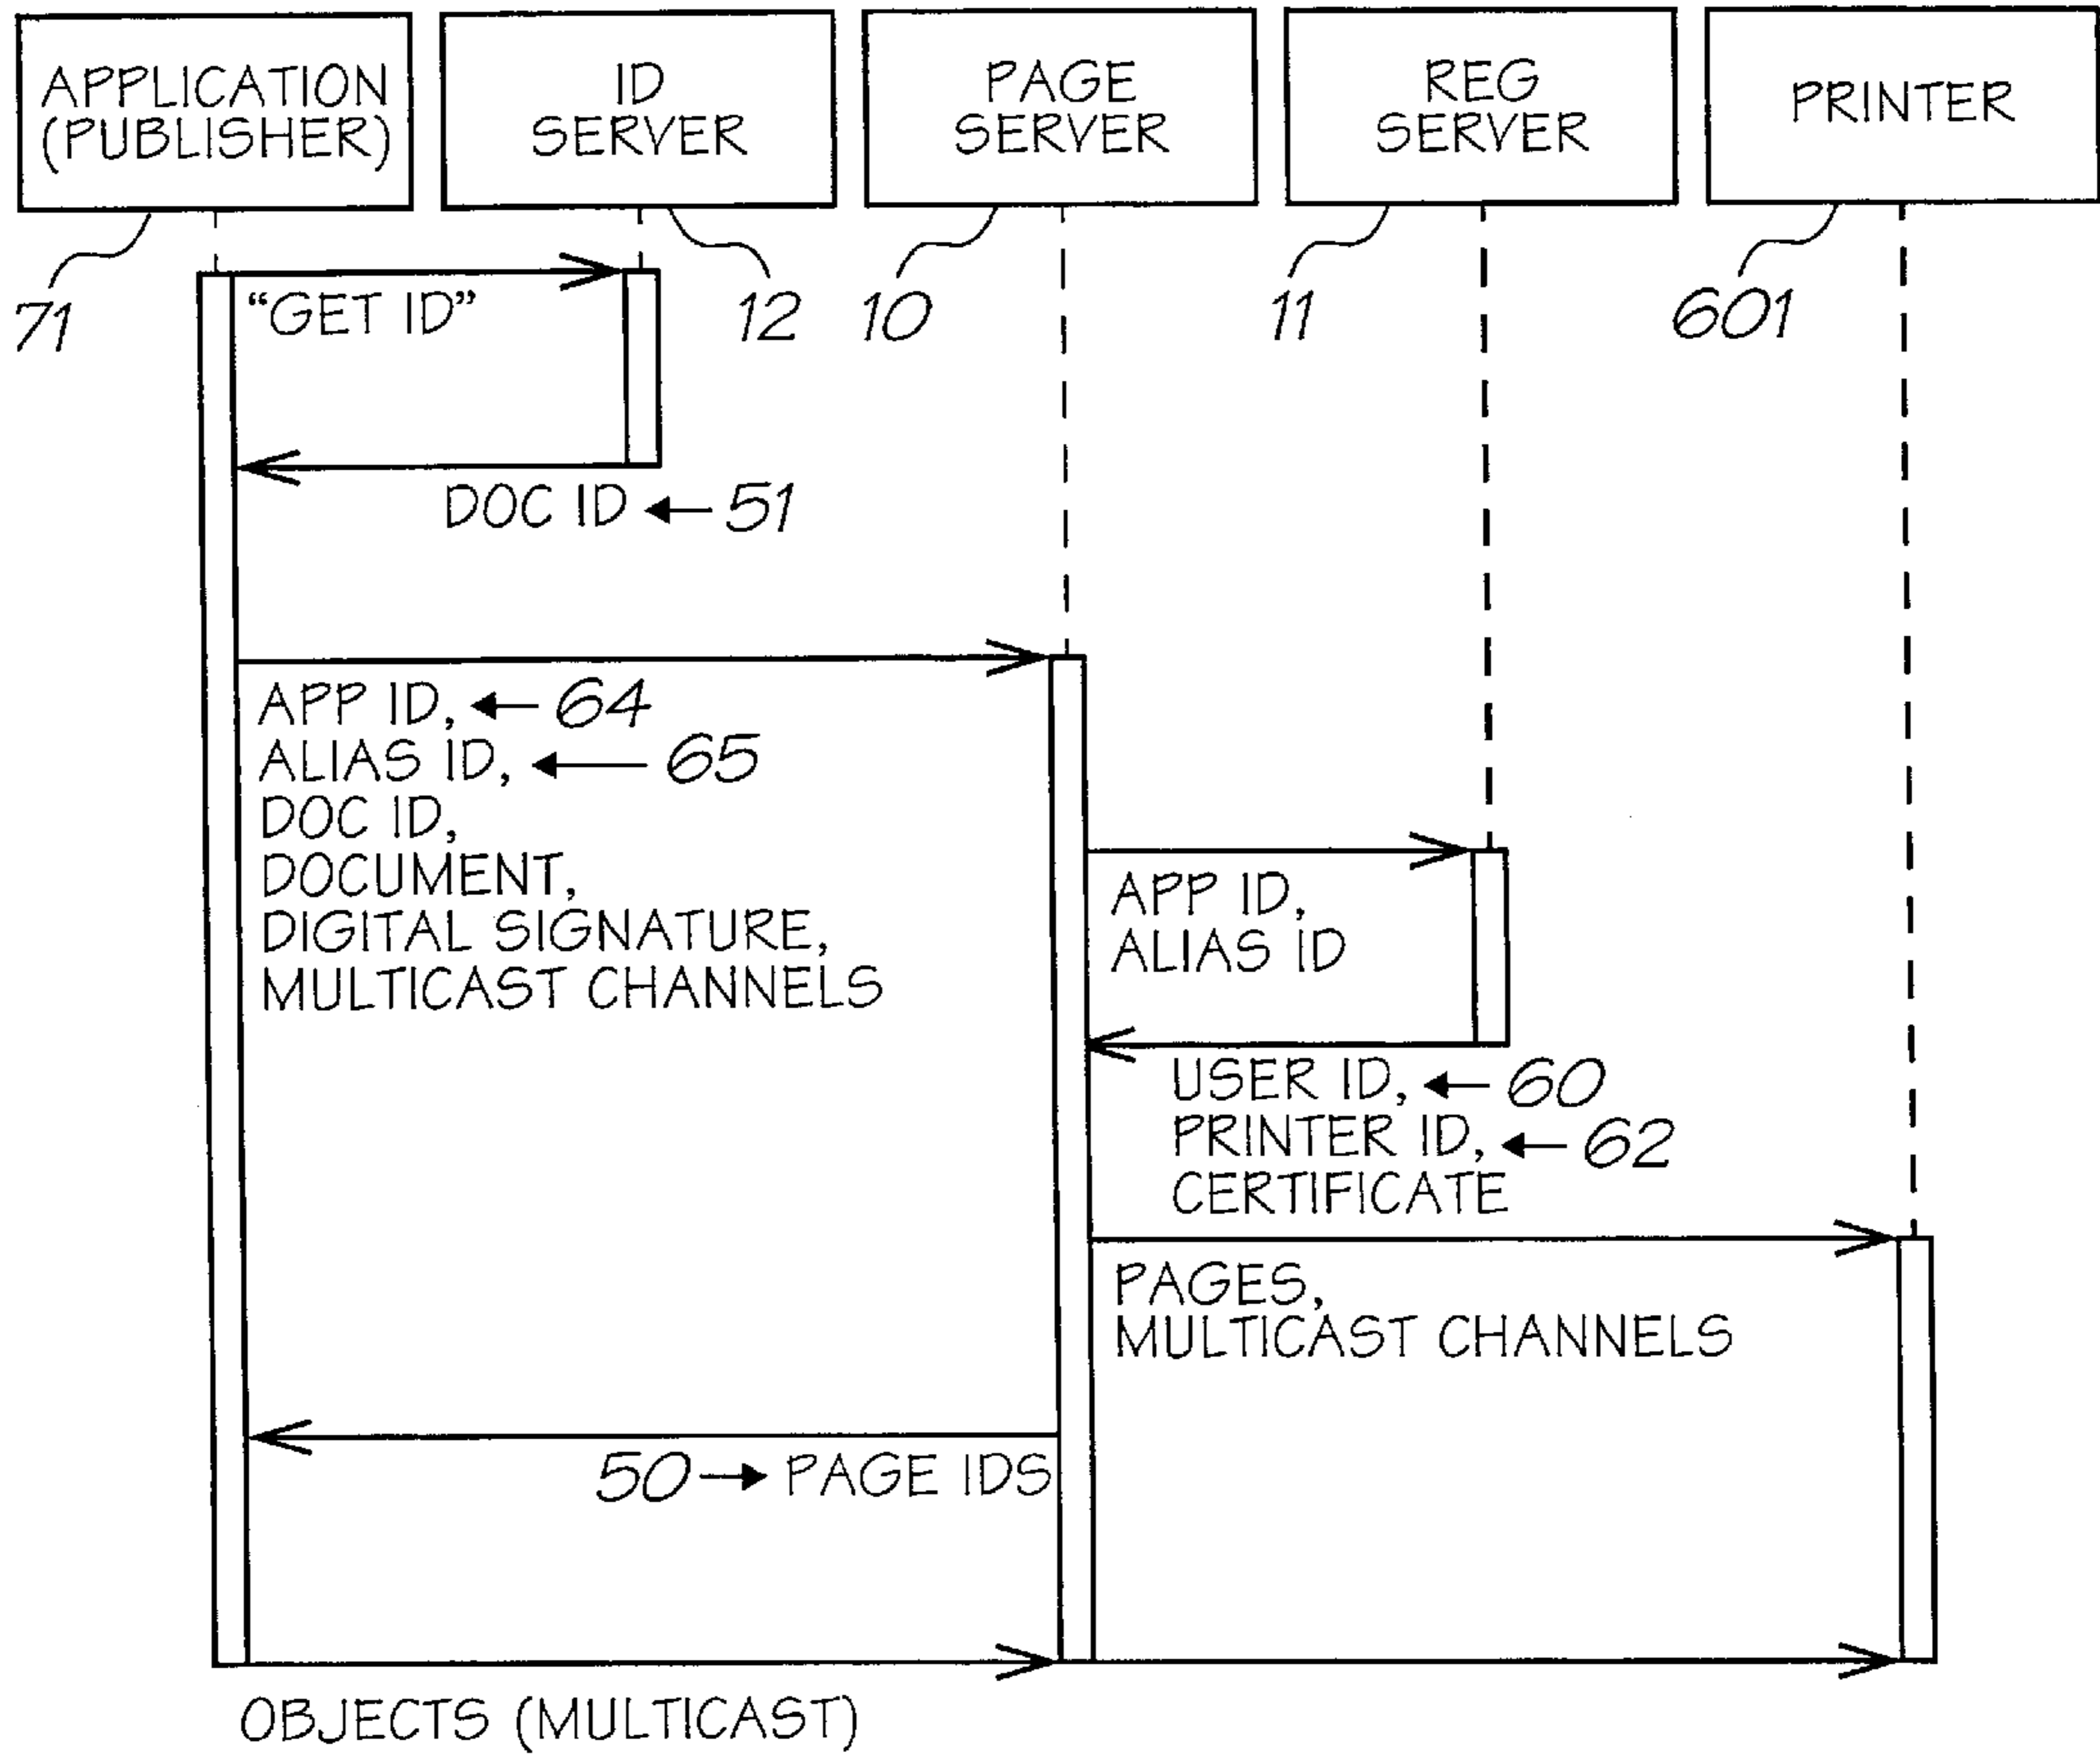 APPLICATION
(PUBLISHER)
ID
SERVER
PAGE
SERVER
REG
SERVER
PRINTER
71
12
10
11
601
“GET ID”
DOC ID 51
APP ID, 64
ALIAS ID, 65
DOC ID,
DOCUMENT,
DIGITAL SIGNATURE,
MULTICAST CHANNELS
APP ID,
ALIAS ID
USER ID, 60
PRINTER ID, 62
CERTIFICATE
PAGES,
MULTICAST CHANNELS
50 PAGE IDS
OBJECTS (MULTICAST)